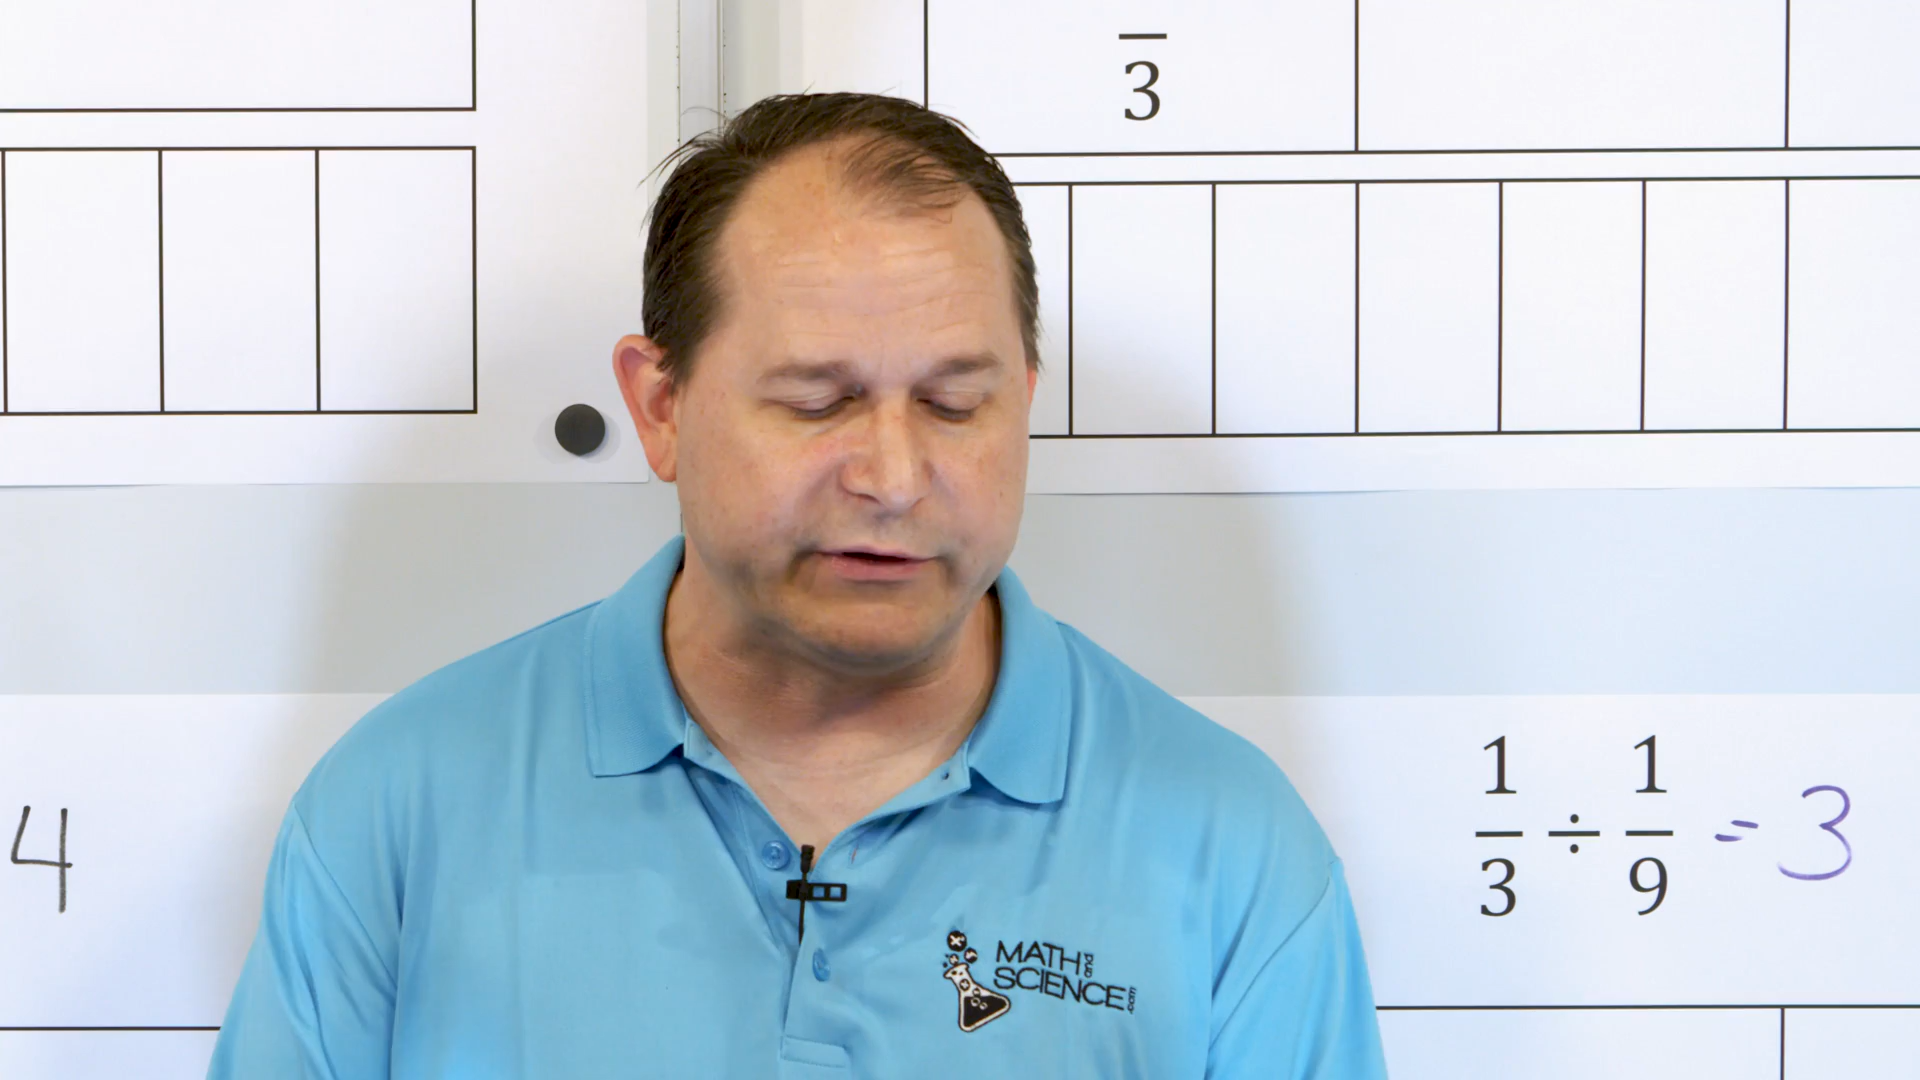 3
4
1/3 ÷ 1/9 = 3
MATH and
SCIENCE .com